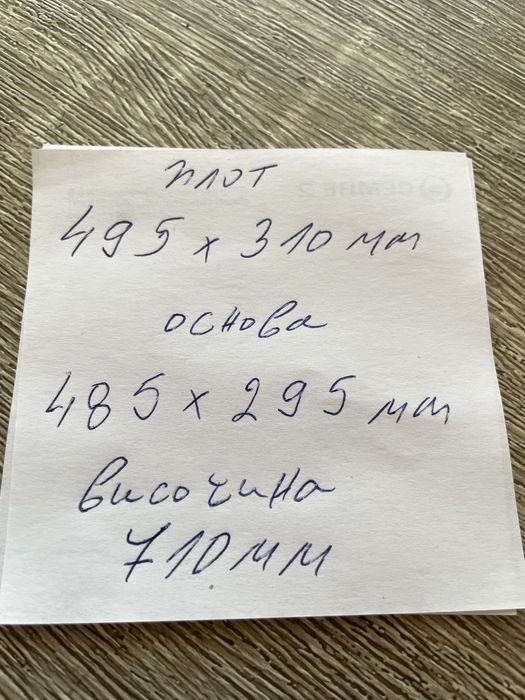 плот
495 x 310 мм
основа
485 x 295 мм
височина
710 мм